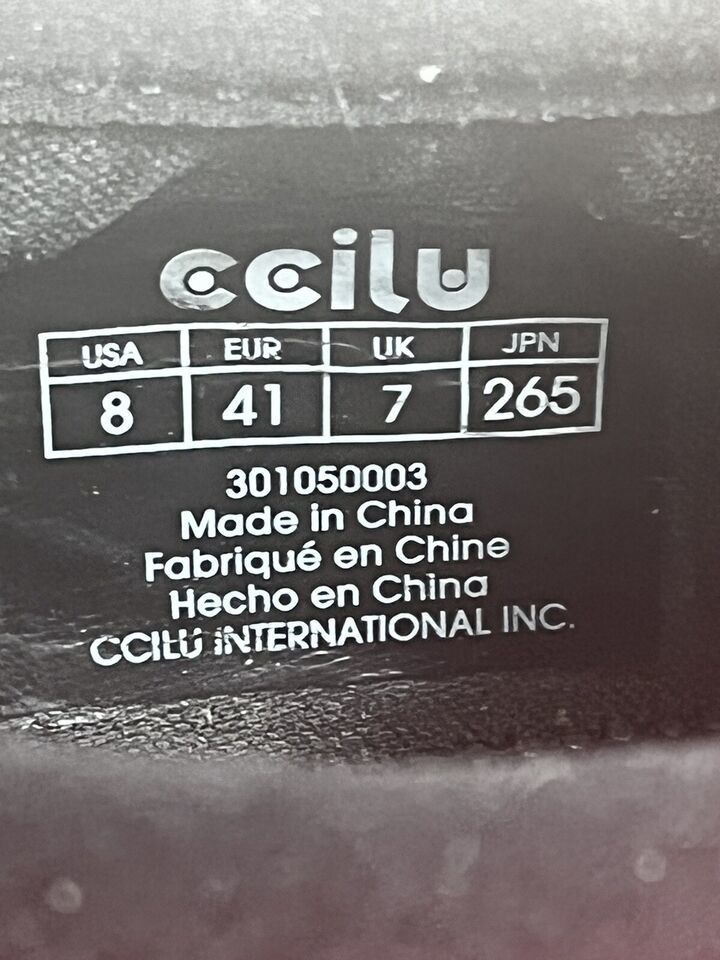 ccilu
USA EUR UK JPN
8 41 7 265
301050003
Made in China
Fabriqué en Chine
Hecho en China
CCILU INTERNATIONAL INC.